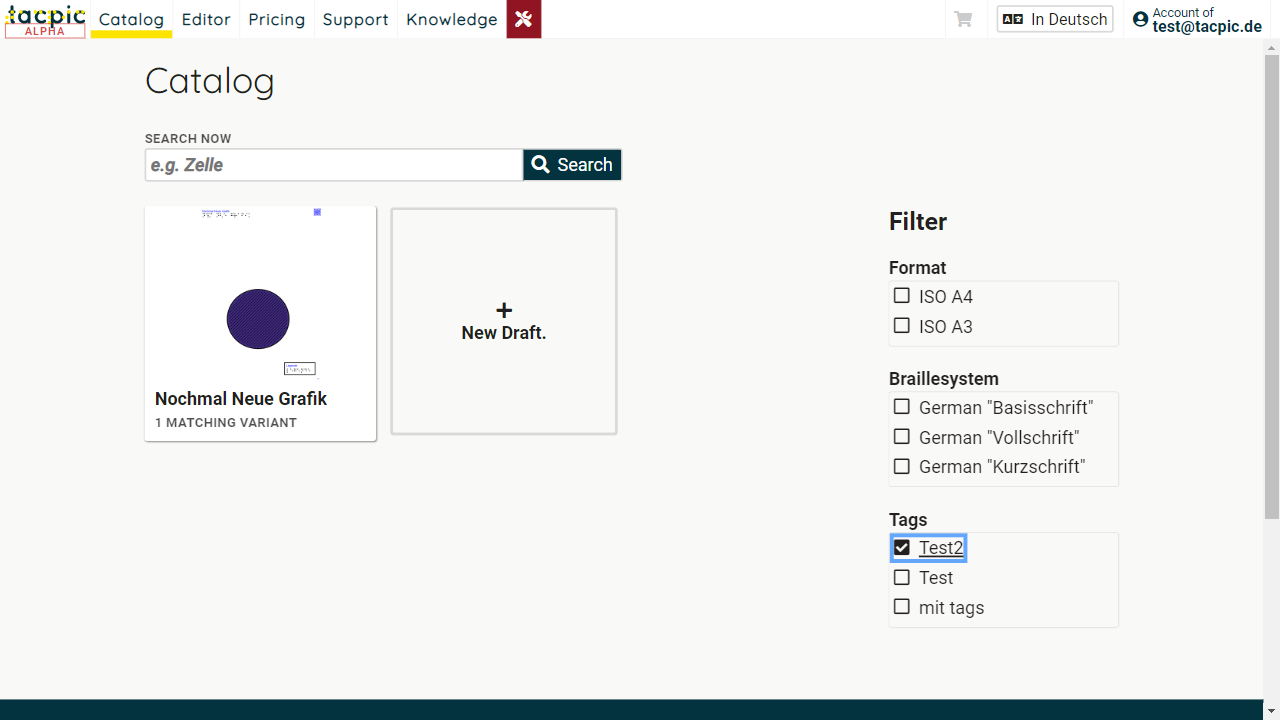 tacpic
ALPHA
Catalog
Editor
Pricing
Support
Knowledge
In Deutsch
Account of
test@tacpic.de
Catalog
SEARCH NOW
e.g. Zelle
Search
Nochmal Neue Grafik
1 MATCHING VARIANT
New Draft.
Filter
Format
ISO A4
ISO A3
Braillesystem
German "Basisschrift"
German "Vollschrift"
German "Kurzschrift"
Tags
Test2
Test
mit tags